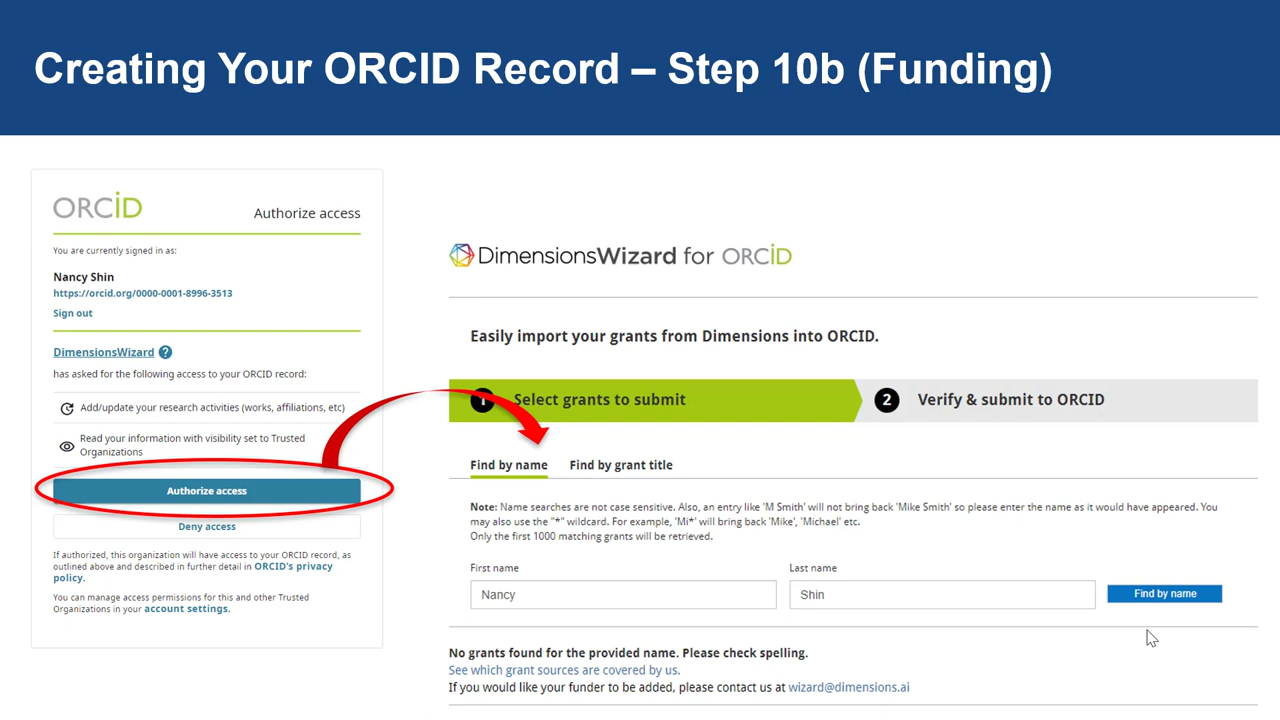 Creating Your ORCID Record – Step 10b (Funding)
ORCiD
Authorize access
You are currently signed in as:
Nancy Shin
https://orcid.org/0000-0001-8996-3513
Sign out
DimensionsWizard ?
has asked for the following access to your ORCID record:
Add/update your research activities (works, affiliations, etc)
Read your information with visibility set to Trusted
Organizations
Authorize access
Deny access
If authorized, this organization will have access to your ORCID record, as
outlined above and described in further detail in ORCID's privacy
policy.
You can manage access permissions for this and other Trusted
Organizations in your account settings.
DimensionsWizard for ORCiD
Easily import your grants from Dimensions into ORCID.
1 Select grants to submit
2 Verify & submit to ORCID
Find by name Find by grant title
Note: Name searches are not case sensitive. Also, an entry like 'M Smith' will not bring back 'Mike Smith' so please enter the name as it would have appeared. You
may also use the "*" wildcard. For example, 'Mi*' will bring back 'Mike', 'Michael' etc.
Only the first 1000 matching grants will be retrieved.
First name Last name
Nancy Shin Find by name
No grants found for the provided name. Please check spelling.
See which grant sources are covered by us.
If you would like your funder to be added, please contact us at wizard@dimensions.ai